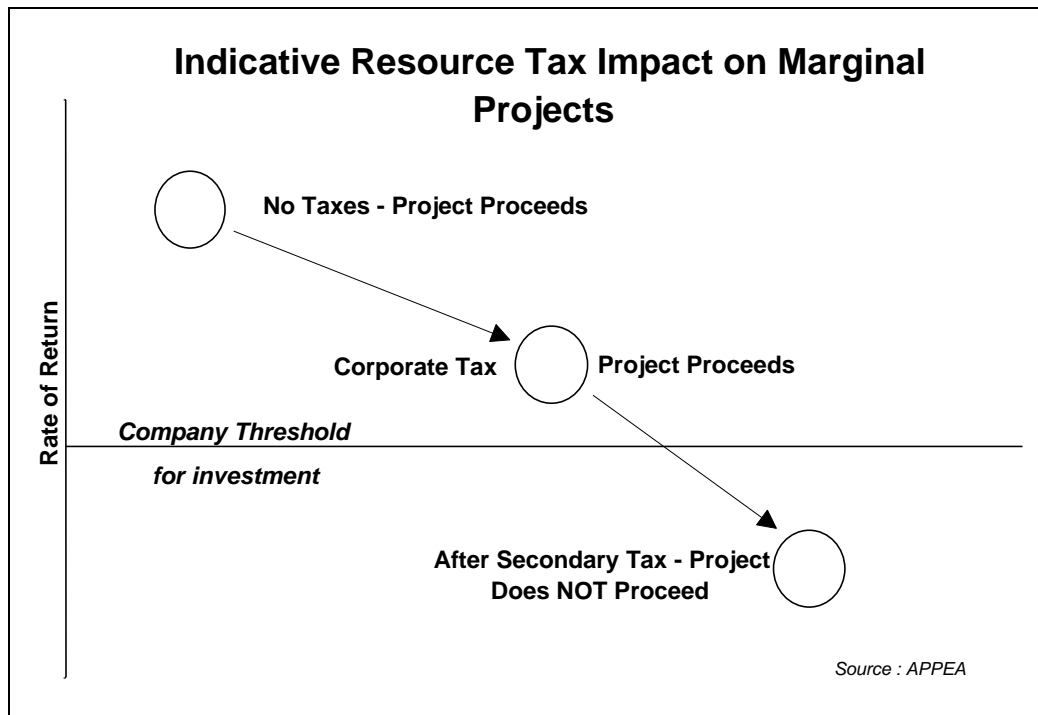 Indicative Resource Tax Impact on Marginal
Projects
No Taxes - Project Proceeds
Corporate Tax
Project Proceeds
Rate of Return
Company Threshold
for investment
After Secondary Tax - Project
Does NOT Proceed
Source : APPEA